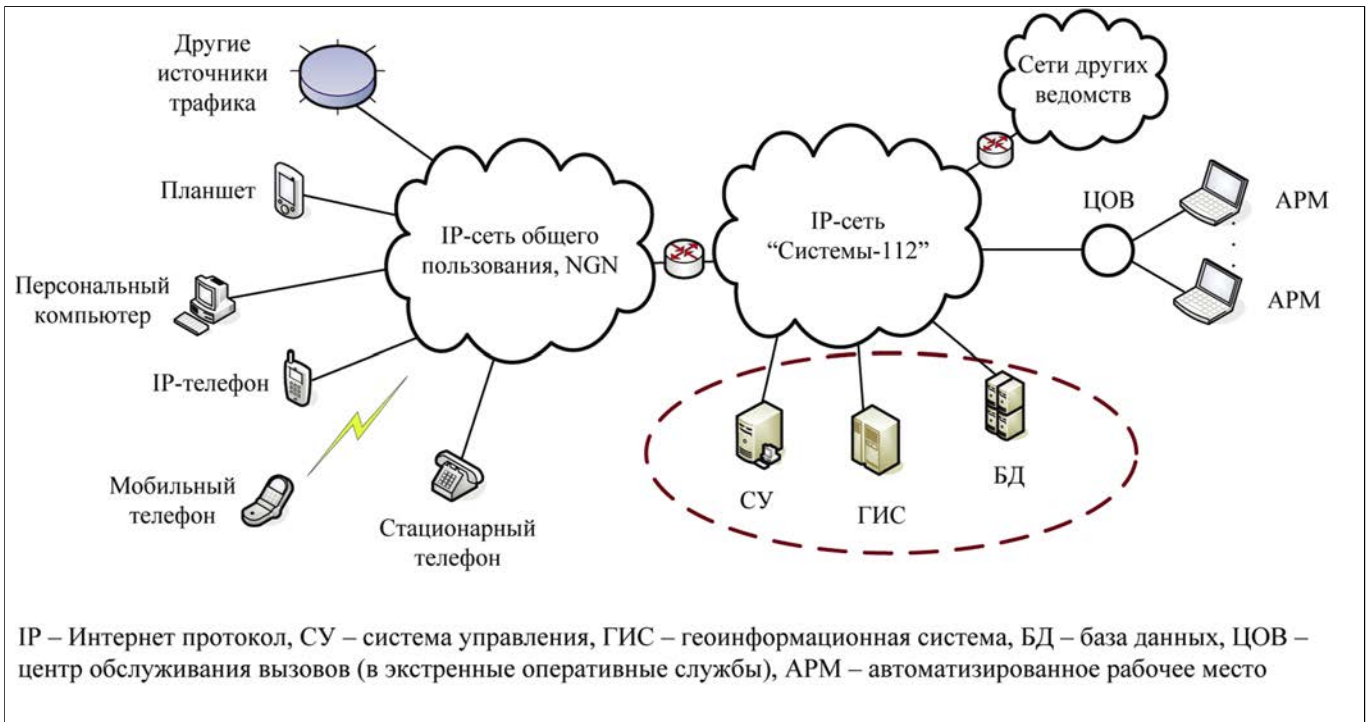 Другие
источники
трафика
Планшет
Персональный
компьютер
IP-телефон
Мобильный
телефон
Стационарный
телефон
IP-сеть общего
пользования, NGN
IP-сеть
“Системы-112”
Сети других
ведомств
ЦОВ
АРМ
АРМ
СУ
ГИС
БД
IP – Интернет протокол, СУ – система управления, ГИС – геоинформационная система, БД – база данных, ЦОВ –
центр обслуживания вызовов (в экстренные оперативные службы), АРМ – автоматизированное рабочее место